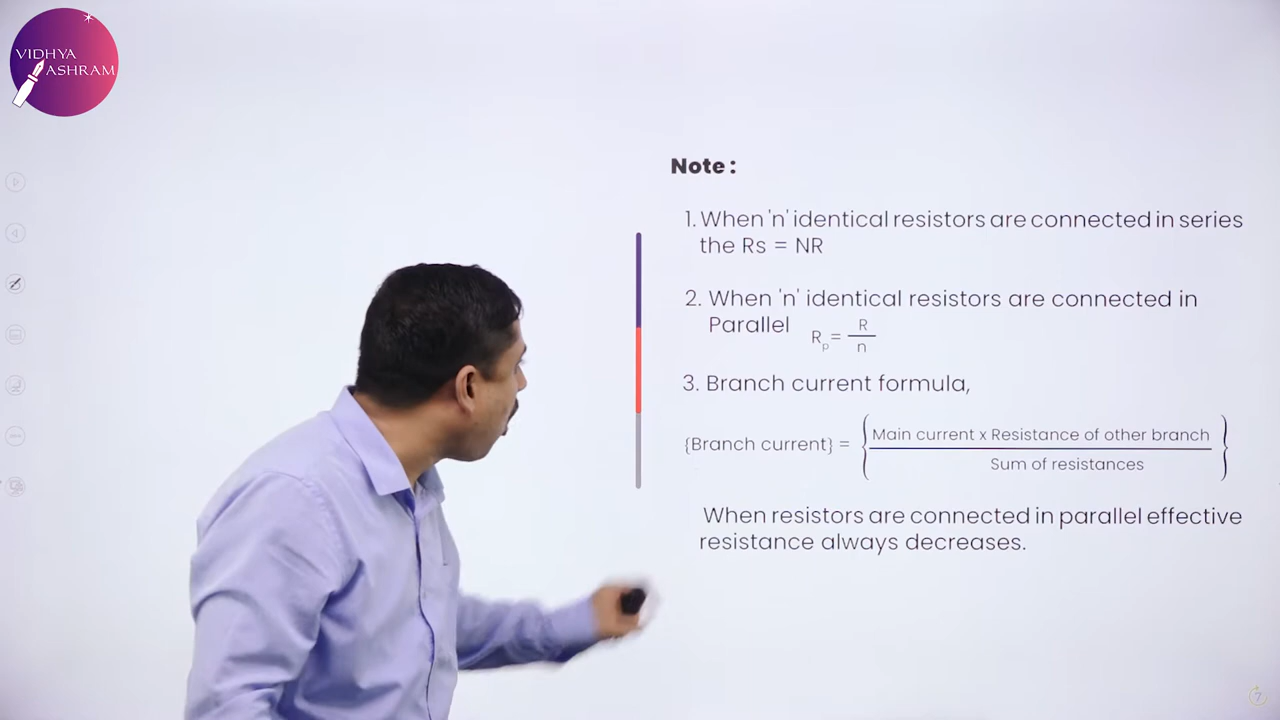 VIDHYA
ASHRAM
Note :
1. When 'n' identical resistors are connected in series
the Rs = NR
2. When 'n' identical resistors are connected in
Parallel Rₚ = R/n
3. Branch current formula,
{Branch current} = {Main current x Resistance of other branch / Sum of resistances}
When resistors are connected in parallel effective
resistance always decreases.
7